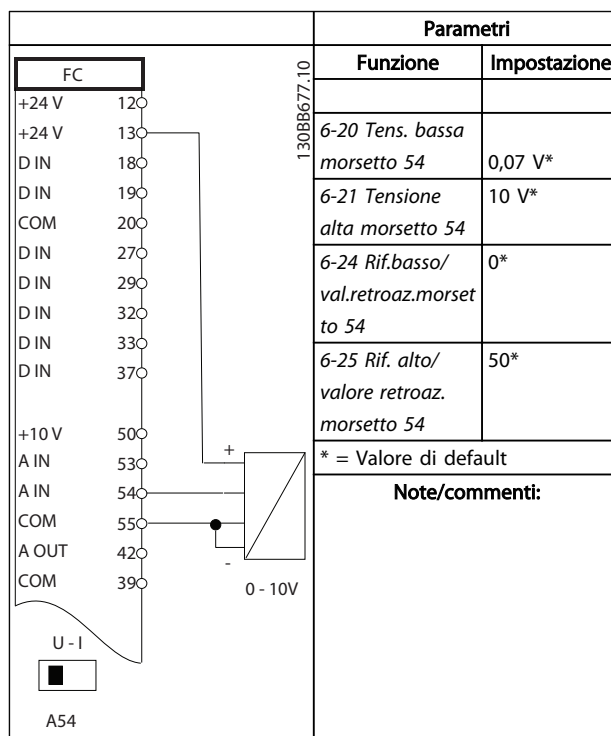 FC
+24 V 12
+24 V 13
D IN 18
D IN 19
COM 20
D IN 27
D IN 29
D IN 32
D IN 33
D IN 37
+10 V 50
A IN 53
A IN 54
COM 55
A OUT 42
COM 39
+
-
0 - 10V
U - I
A54
130BB677.10
Parametri
Funzione Impostazione
6-20 Tens. bassa
morsetto 54 0,07 V*
6-21 Tensione 10 V*
alta morsetto 54
6-24 Rif.basso/ 0*
val.retroaz.morset
to 54
6-25 Rif. alto/ 50*
valore retroaz.
morsetto 54
* = Valore di default
Note/commenti: